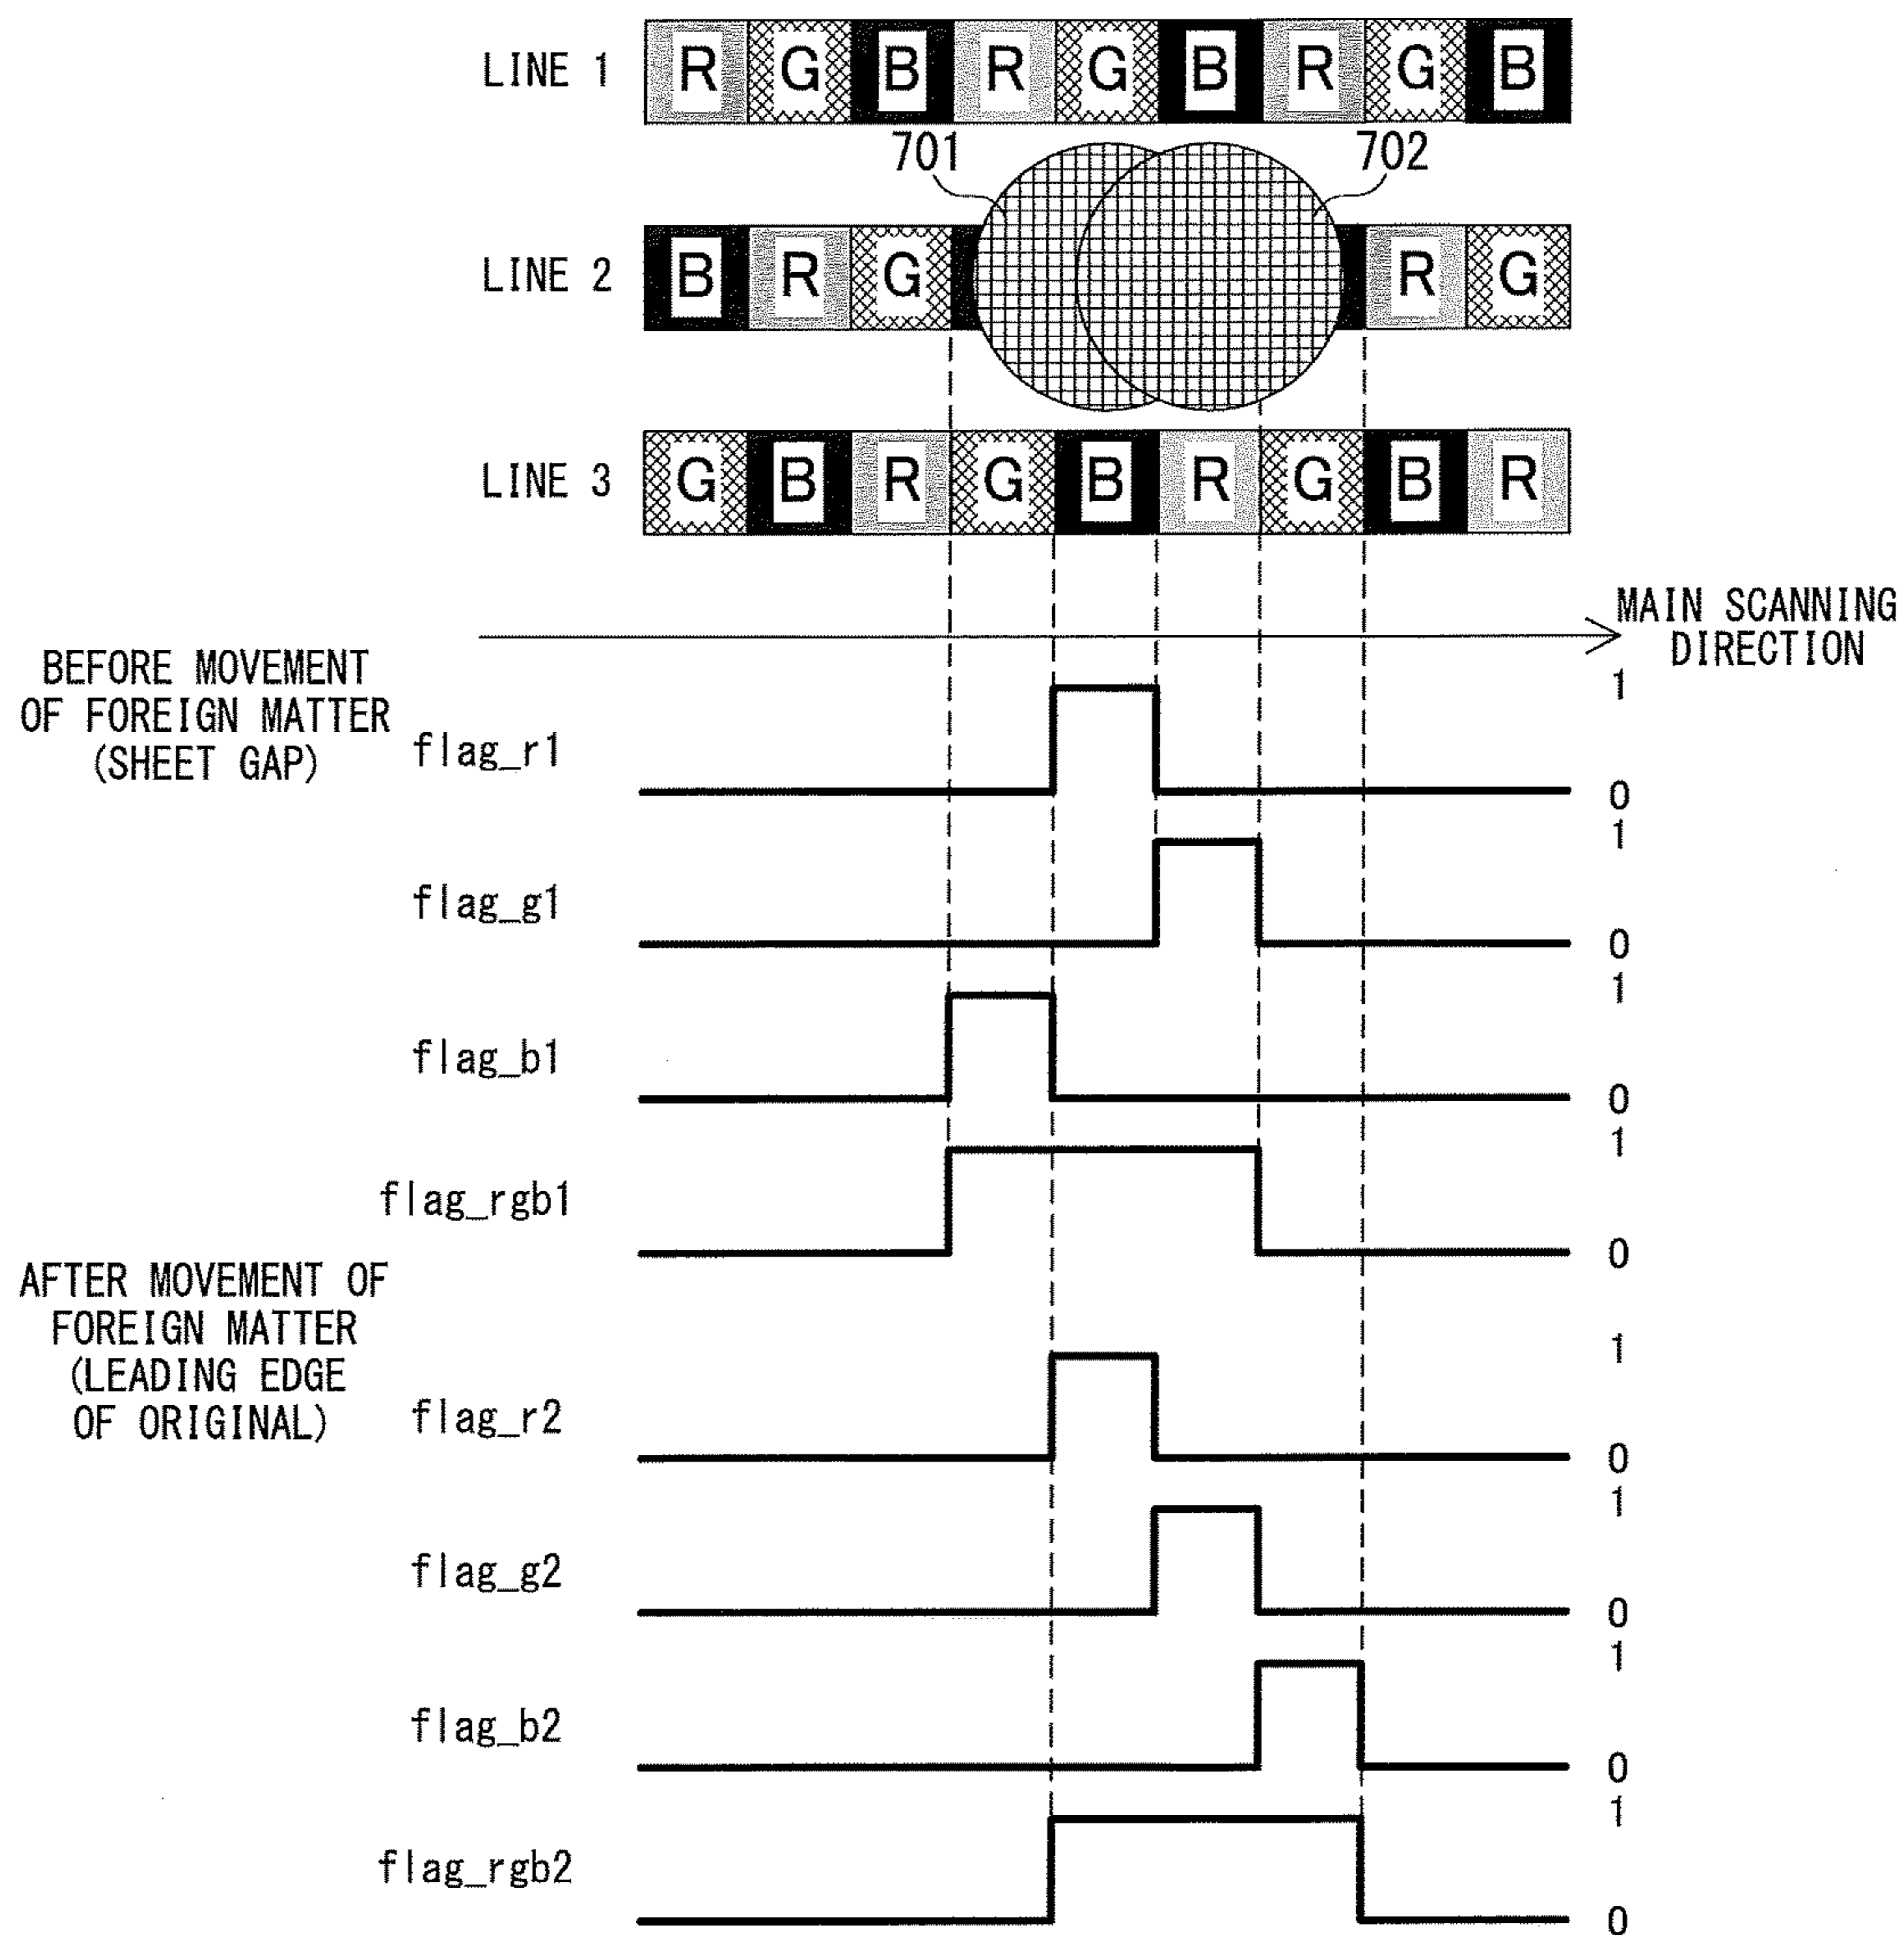 LINE 1 R G B R G B R G B
701 702
LINE 2 B R G R G
LINE 3 G B R G B R G B R
MAIN SCANNING
DIRECTION
BEFORE MOVEMENT
OF FOREIGN MATTER
(SHEET GAP)
flag_r1 1 0
flag_g1 1 0
flag_b1 1 0
flag_rgb1 1 0
AFTER MOVEMENT OF
FOREIGN MATTER
(LEADING EDGE
OF ORIGINAL)
flag_r2 1 0
flag_g2 1 0
flag_b2 1 0
flag_rgb2 1 0